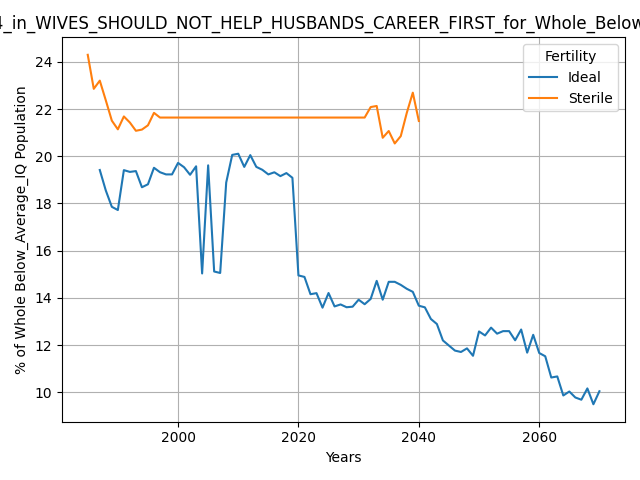 4_in_WIVES_SHOULD_NOT_HELP_HUSBANDS_CAREER_FIRST_for_Whole_Below
Fertility
Ideal
Sterile
% of Whole Below_Average_IQ Population
24
22
20
18
16
14
12
10
2000
2020
2040
2060
Years